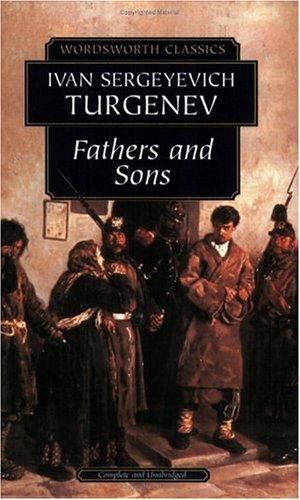 WORDSWORTH CLASSICS
IVAN SERGEYEVICH
TURGENEV
Fathers and
Sons
Complete and Unabridged